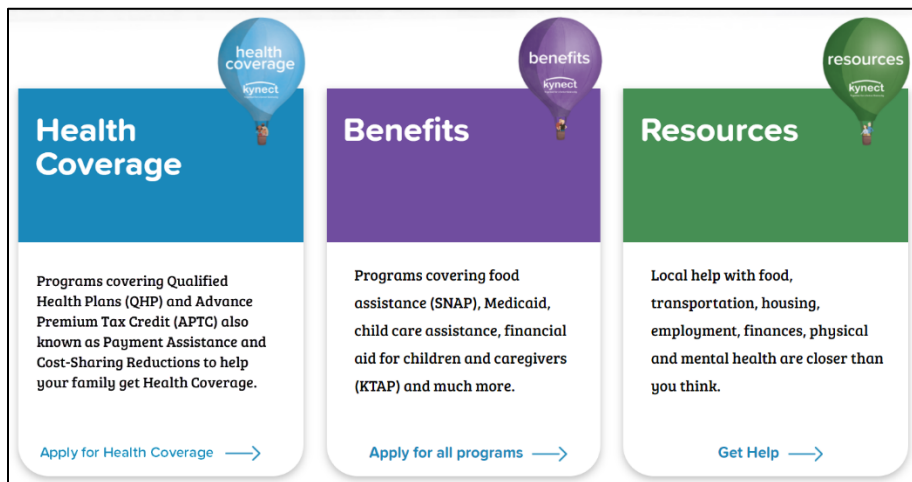 health
coverage
kynect
Health
Coverage
Programs covering Qualified
Health Plans (QHP) and Advance
Premium Tax Credit (APTC) also
known as Payment Assistance and
Cost-Sharing Reductions to help
your family get Health Coverage.
Apply for Health Coverage
benefits
kynect
Benefits
Programs covering food
assistance (SNAP), Medicaid,
child care assistance, financial
aid for children and caregivers
(KTAP) and much more.
Apply for all programs
resources
kynect
Resources
Local help with food,
transportation, housing,
employment, finances, physical
and mental health are closer than
you think.
Get Help